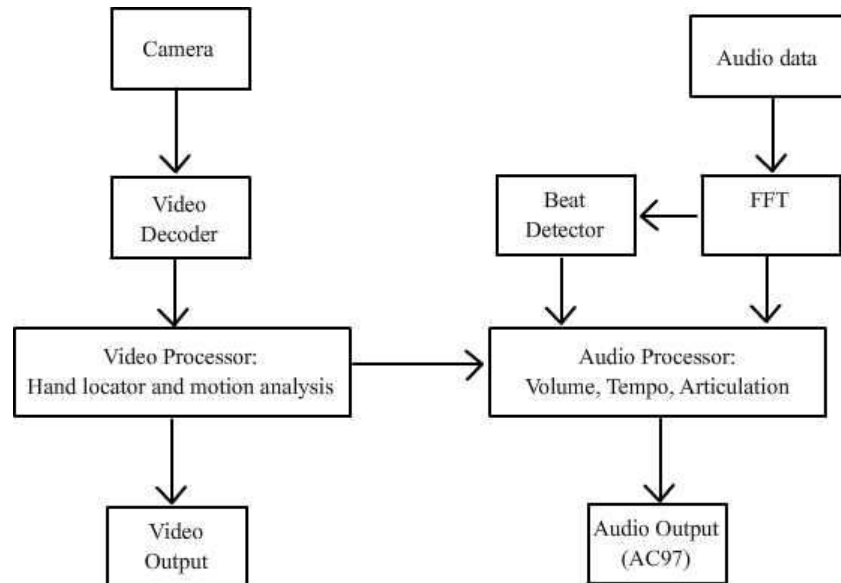 Camera
Audio data
Video
Decoder
Beat
Detector
FFT
Video Processor:
Hand locator and motion analysis
Audio Processor:
Volume, Tempo, Articulation
Video
Output
Audio Output
(AC97)